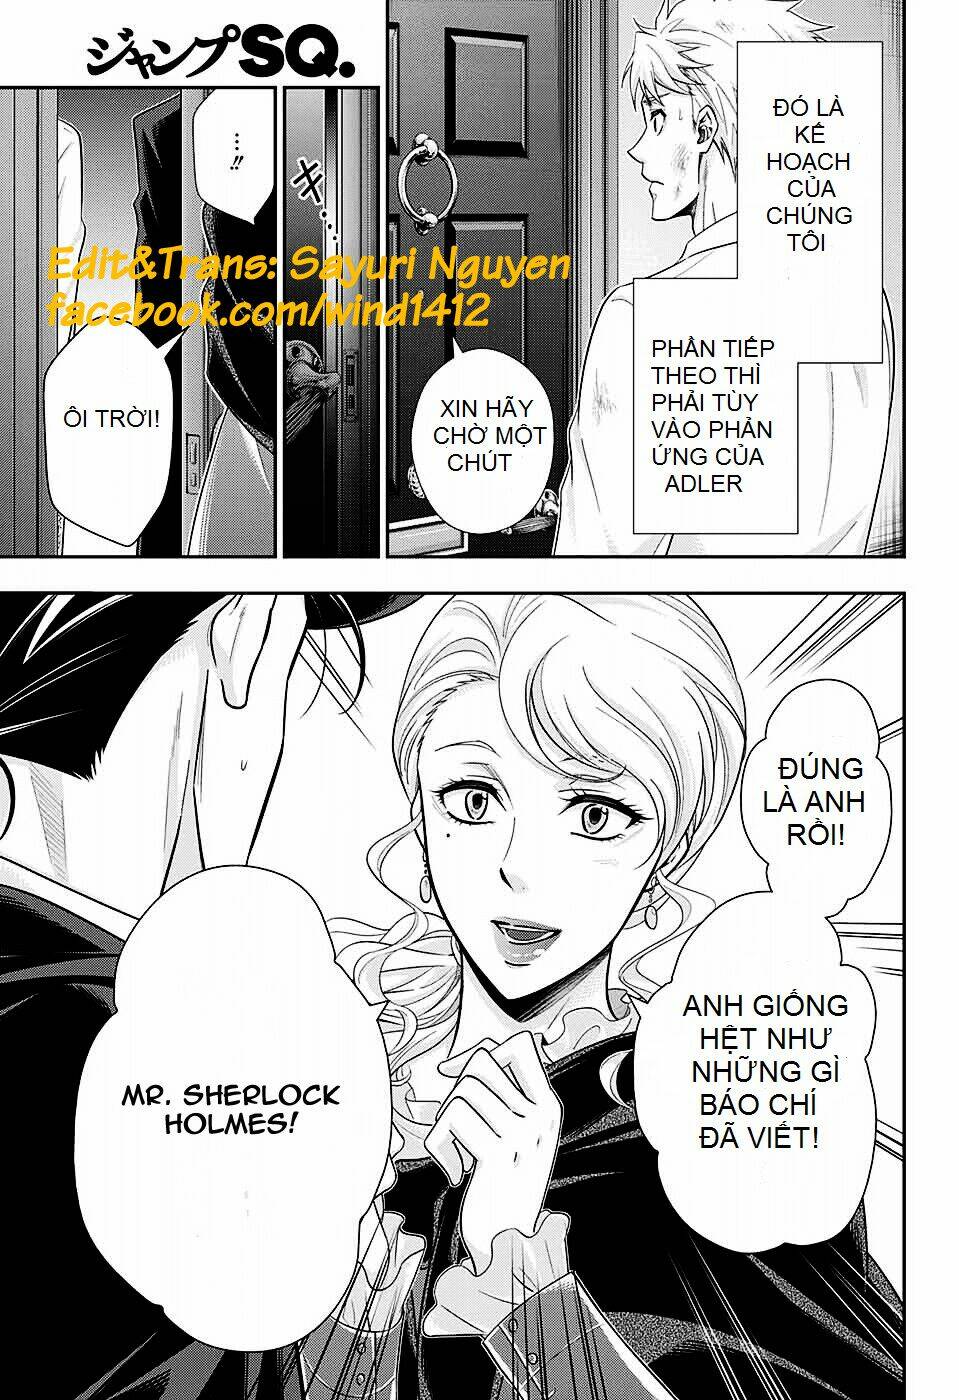 ジャンプSQ.
ĐÓ LÀ
KẾ
HOẠCH
CỦA
CHÚNG
TÔI
PHẦN TIẾP
THEO THÌ
PHẢI TÙY
VÀO PHẢN
ỨNG CỦA
ADLER
XIN HÃY
CHỜ MỘT
CHÚT
…!!
Edit&Trans: Sayuri Nguyen
facebook.com/wind1412
ÔI TRỜI!
ĐÚNG
LÀ ANH
RỒI!
ANH GIỐNG
HỆT NHƯ
NHỮNG GÌ
BÁO CHÍ
ĐÃ VIẾT!
MR. SHERLOCK
HOLMES!